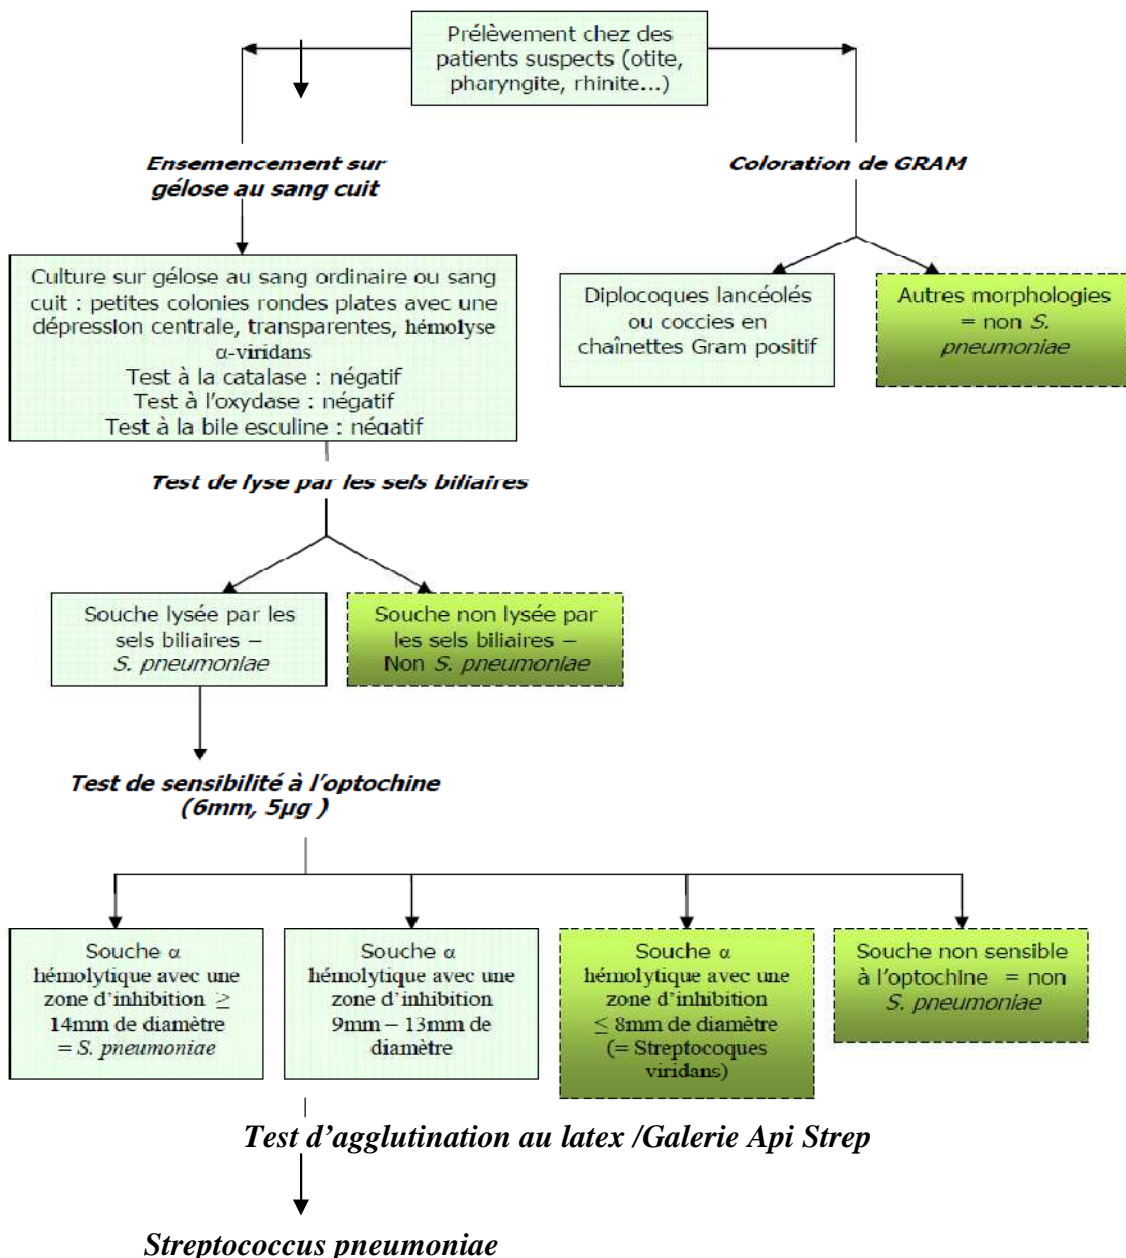 Prélèvement chez des
patients suspects (otite,
pharyngite, rhinite...)
Ensemencement sur
gélose au sang cuit
Coloration de GRAM
Culture sur gélose au sang ordinaire ou sang
cuit : petites colonies rondes plates avec une
dépression centrale, transparentes, hémolyse
α-viridans
Test à la catalase : négatif
Test à l'oxydase : négatif
Test à la bile esculine : négatif
Diplocoques lancéolés
ou coccies en
chaînettes Gram positif
Autres morphologies
= non S.
pneumoniae
Test de lyse par les sels biliaires
Souche lysée par les
sels biliaires –
S. pneumoniae
Souche non lysée par
les sels biliaires –
Non S. pneumoniae
Test de sensibilité à l'optochine
(6mm, 5µg )
Souche α
hémolytique avec une
zone d'inhibition ≥
14mm de diamètre
= S. pneumoniae
Souche α
hémolytique avec une
zone d'inhibition
9mm – 13mm de
diamètre
Souche α
hémolytique avec une
zone d'inhibition
≤ 8mm de diamètre
(= Streptocoques
viridans)
Souche non sensible
à l'optochine = non
S. pneumoniae
Test d'agglutination au latex /Galerie Api Strep
Streptococcus pneumoniae